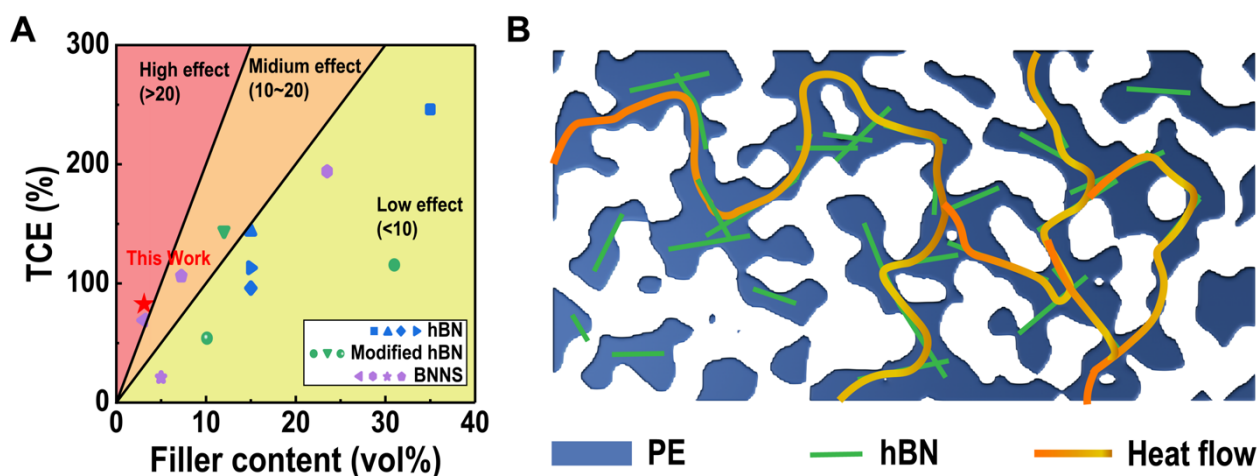 A
300
200
100
0
TCE (%)
High effect
(>20)
Midium effect
(10~20)
Low effect
(<10)
This Work
hBN
Modified hBN
BNNS
0 10 20 30 40
Filler content (vol%)
B
PE hBN Heat flow